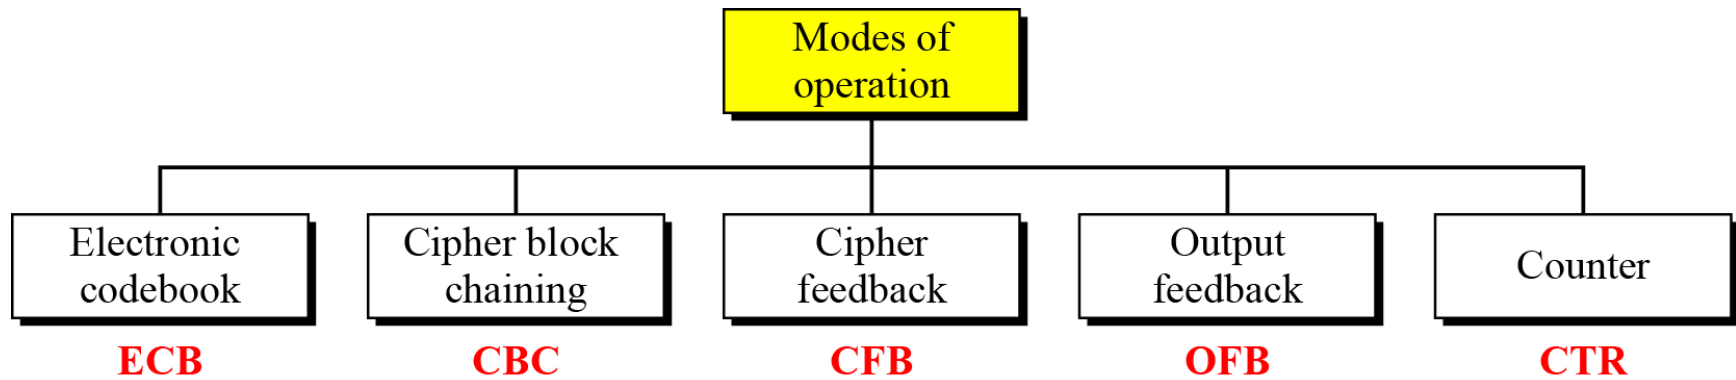 Modes of
operation
Electronic
codebook
Cipher block
chaining
Cipher
feedback
Output
feedback
Counter
ECB
CBC
CFB
OFB
CTR